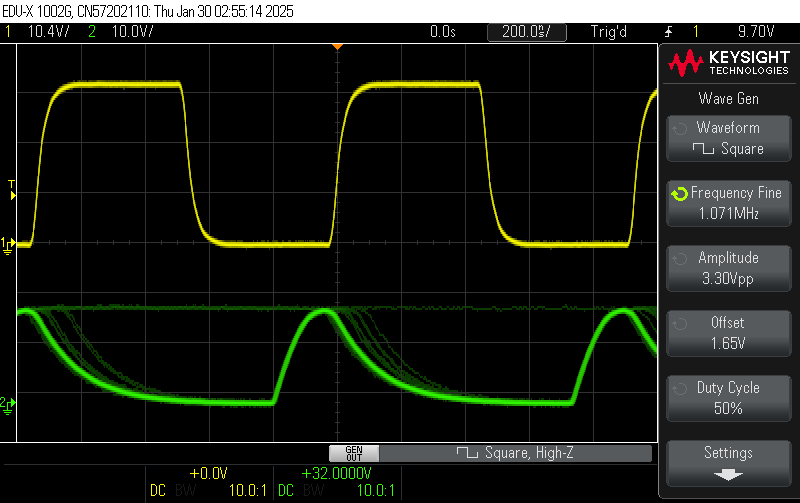 EDU-X 1002G, CN57202110: Thu Jan 30 02:55:14 2025
1 10.4V/ 2 10.0V/ 0.0s 200.0ns/ Trig'd 1 9.70V
KEYSIGHT
TECHNOLOGIES
Wave Gen
Waveform
Square
Frequency Fine
1.071MHz
Amplitude
3.30Vpp
Offset
1.65V
Duty Cycle
50%
Settings
T
1
2
GEN
OUT
Square, High-Z
+0.0V +32.0000V
DC BW 10.0:1 DC BW 10.0:1